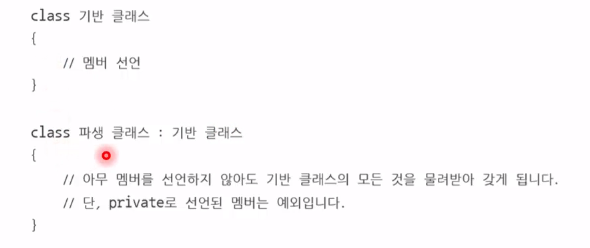 class 기반 클래스
{
// 멤버 선언
}
class 파생 클래스 : 기반 클래스
{
// 아무 멤버를 선언하지 않아도 기반 클래스의 모든 것을 물려받아 갖게 됩니다.
// 단, private로 선언된 멤버는 예외입니다.
}